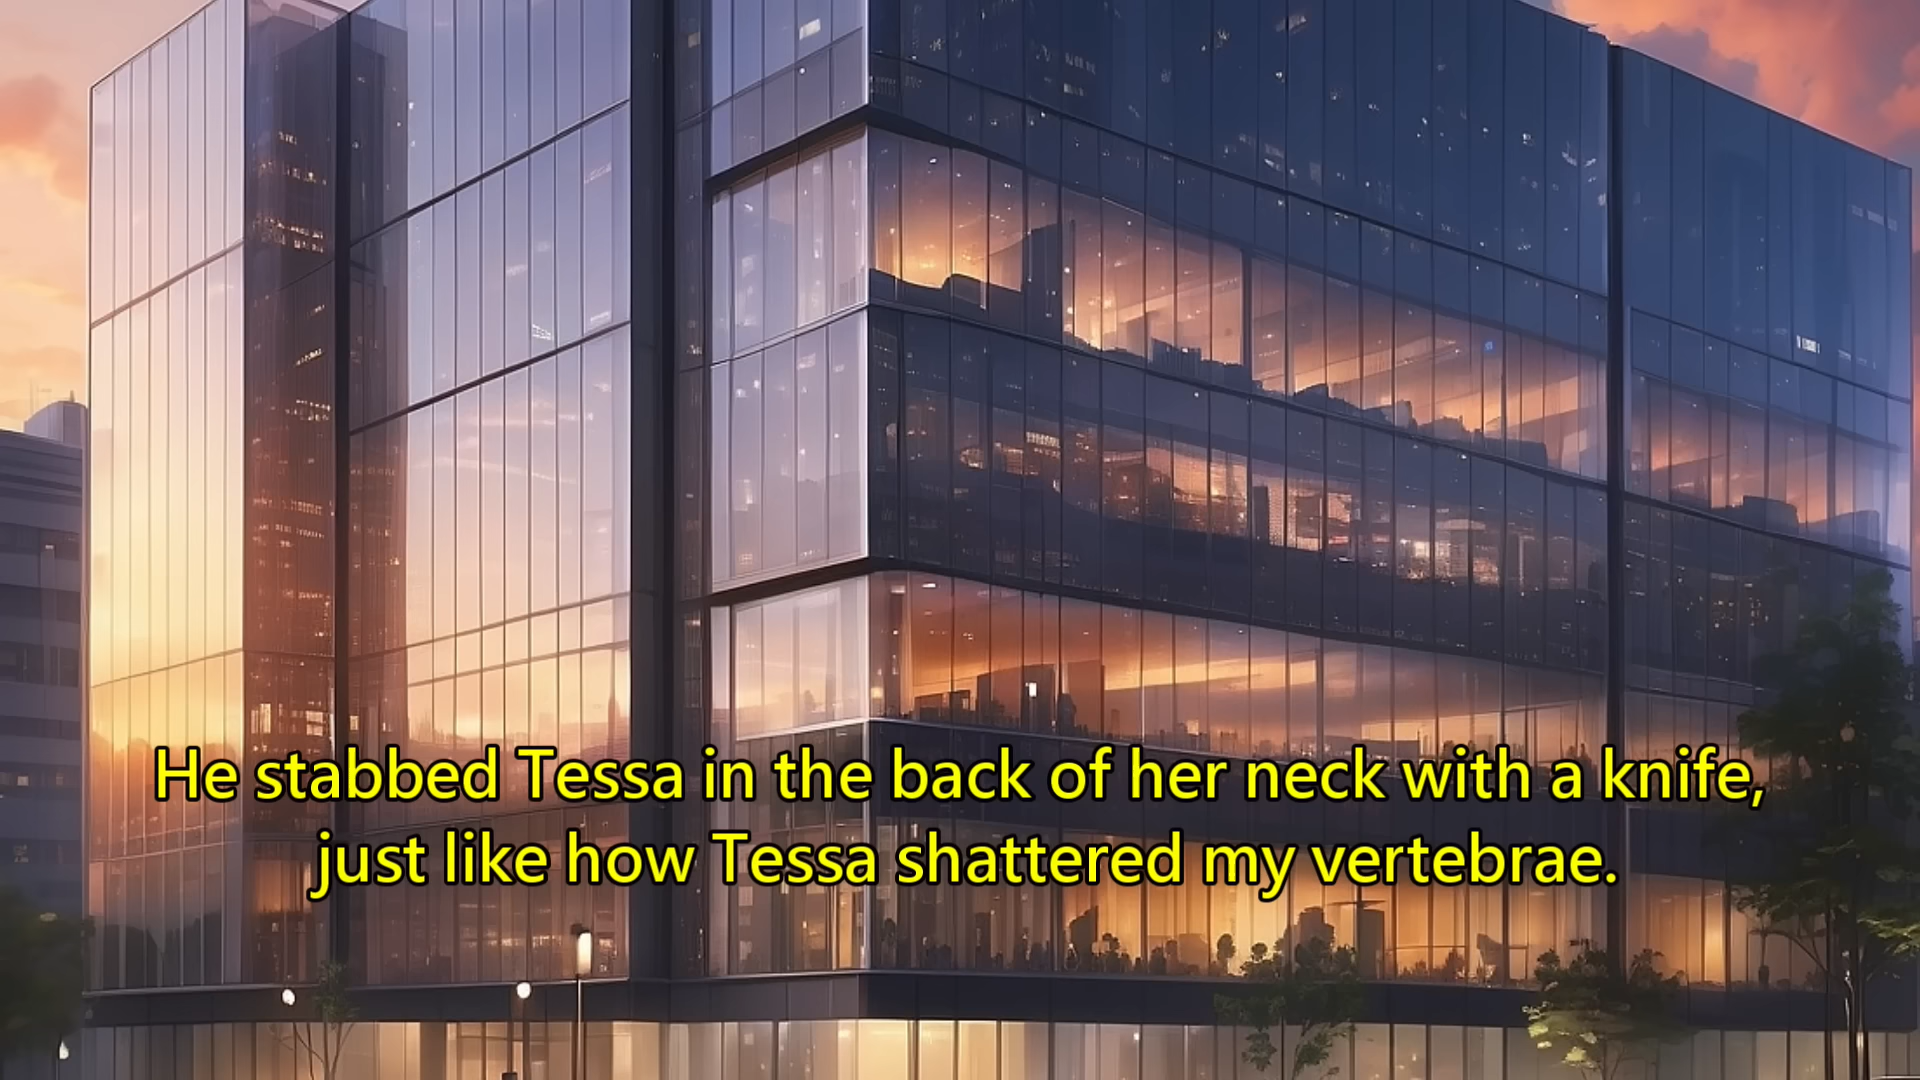 He stabbed Tessa in the back of her neck with a knife,
just like how Tessa shattered my vertebrae.